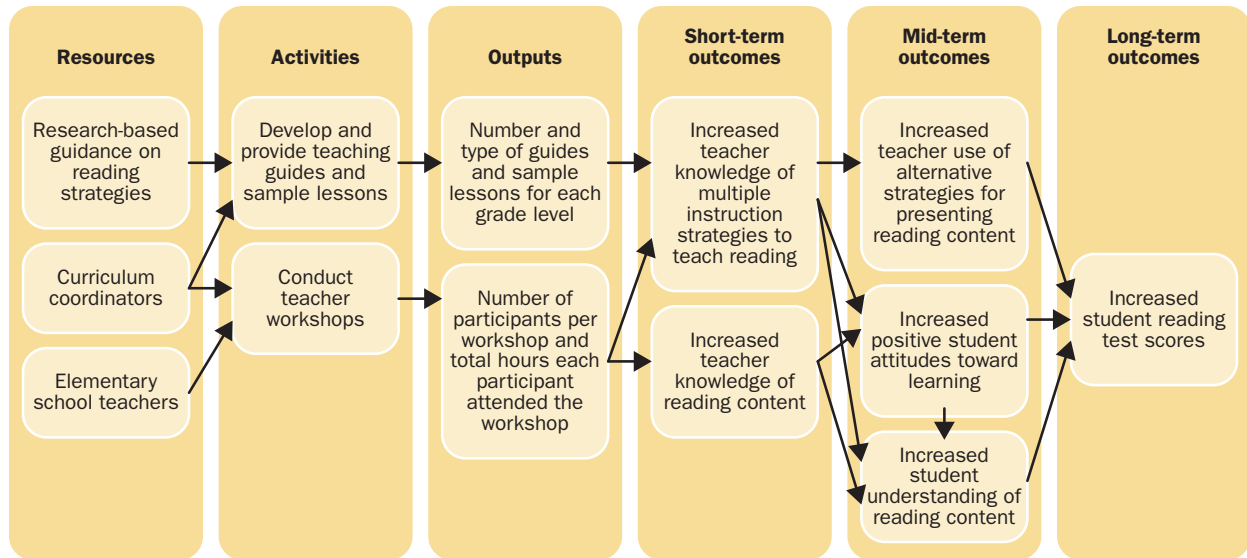 Resources
Research-based
guidance on
reading
strategies
Curriculum
coordinators
Elementary
school teachers
Activities
Develop and
provide teaching
guides and
sample lessons
Conduct
teacher
workshops
Outputs
Number and
type of guides
and sample
lessons for each
grade level
Number of
participants per
workshop and
total hours each
participant
attended the
workshop
Short-term
outcomes
Increased
teacher
knowledge of
multiple
instruction
strategies to
teach reading
Increased
teacher
knowledge of
reading content
Mid-term
outcomes
Increased
teacher use of
alternative
strategies for
presenting
reading content
Increased
positive student
attitudes toward
learning
Increased
student
understanding of
reading content
Long-term
outcomes
Increased
student reading
test scores